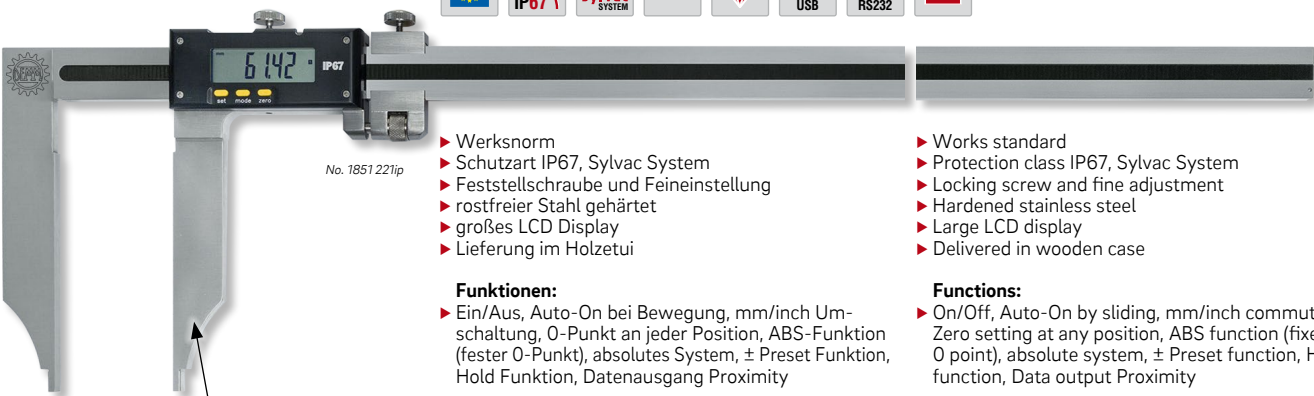 IP67
SYSTEM
USB
RS232
DEMM
mm
61.42
IP67
set mode zero
No. 1851 221ip
▶ Werksnorm
▶ Schutzart IP67, Sylvac System
▶ Feststellschraube und Feineinstellung
▶ rostfreier Stahl gehärtet
▶ großes LCD Display
▶ Lieferung im Holzetui
Funktionen:
▶ Ein/Aus, Auto-On bei Bewegung, mm/inch Um-
schaltung, 0-Punkt an jeder Position, ABS-Funktion
(fester 0-Punkt), absolutes System, ± Preset Funktion,
Hold Funktion, Datenausgang Proximity
▶ Works standard
▶ Protection class IP67, Sylvac System
▶ Locking screw and fine adjustment
▶ Hardened stainless steel
▶ Large LCD display
▶ Delivered in wooden case
Functions:
▶ On/Off, Auto-On by sliding, mm/inch commut
Zero setting at any position, ABS function (fixe
0 point), absolute system, ± Preset function, H
function, Data output Proximity